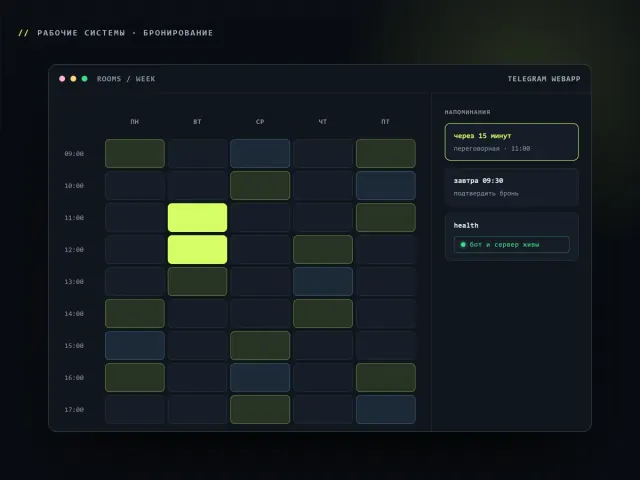 // РАБОЧИЕ СИСТЕМЫ · БРОНИРОВАНИЕ
ROOMS / WEEK
TELEGRAM WEBAPP
ПН ВТ СР ЧТ ПТ
09:00
10:00
11:00
12:00
13:00
14:00
15:00
16:00
17:00
НАПОМИНАНИЯ
через 15 минут
переговорная · 11:00
завтра 09:30
подтвердить бронь
health
бот и сервер живы